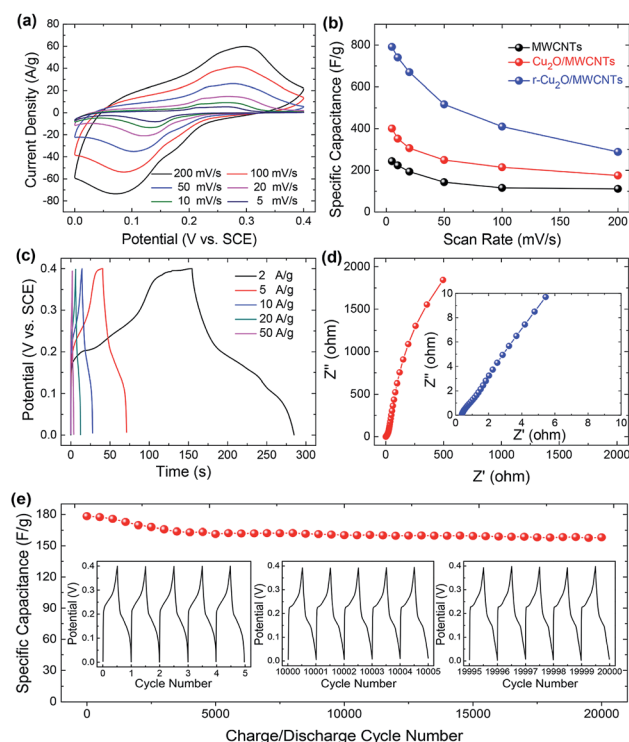 (a)
Current Density (A/g)
80
60
40
20
0
-20
-40
-60
-80
200 mV/s 100 mV/s
50 mV/s 20 mV/s
10 mV/s 5 mV/s
0.0 0.1 0.2 0.3 0.4
Potential (V vs. SCE)
(b)
Specific Capacitance (F/g)
800
600
400
200
0
MWCNTs
Cu₂O/MWCNTs
r-Cu₂O/MWCNTs
0 50 100 150 200
Scan Rate (mV/s)
(c)
Potential (V vs. SCE)
0.4
0.3
0.2
0.1
0.0
2 A/g
5 A/g
10 A/g
20 A/g
50 A/g
0 50 100 150 200 250 300
Time (s)
(d)
Z'' (ohm)
2000
1500
1000
500
0
Z'' (ohm)
10
8
6
4
2
0
0 2 4 6 8 10
Z' (ohm)
0 500 1000 1500 2000
Z' (ohm)
(e)
Specific Capacitance (F/g)
180
150
120
90
60
30
0
Potential (V)
0.4
0.3
0.2
0.1
0.0
0 1 2 3 4 5
Cycle Number
Potential (V)
0.4
0.2
0.0
10000 10001 10002 10003 10004 10005
Cycle Number
Potential (V)
0.4
0.2
0.0
19995 19996 19997 19998 19999 20000
Cycle Number
0 5000 10000 15000 20000
Charge/Discharge Cycle Number